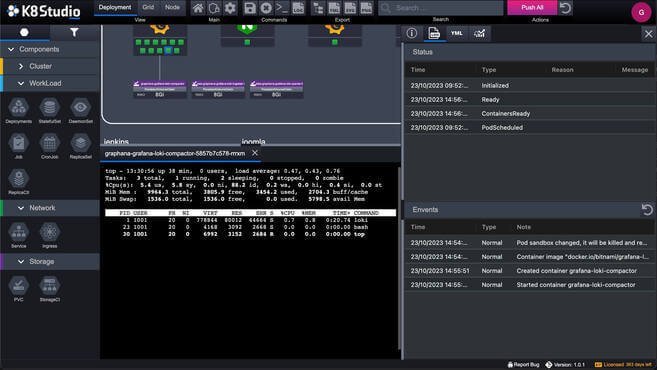 K8Studio
Deployment Grid Node
View
Main
Commands
LOG
YML SVG PNG
Export
Search ...
Search
Push All
Actions
G
Components
Cluster
WorkLoad
Deployments StatefulSet DaemonSet
Job CronJob ReplicaSet
ReplicaCtl
Network
Service Ingress
Storage
PVC StorageCl
8Gi 8Gi 8Gi
jenkins joomla
graphana-grafana-loki-compactor-5857b7c578-rrrxm
top - 13:30:56 up 38 min, 0 users, load average: 0.47, 0.43, 0.76
Tasks: 3 total, 1 running, 2 sleeping, 0 stopped, 0 zombie
%Cpu(s): 5.4 us, 5.8 sy, 0.0 ni, 88.2 id, 0.2 wa, 0.0 hi, 0.4 si, 0.0 st
MiB Mem : 9964.3 total, 3805.9 free, 3454.2 used, 2704.3 buff/cache
MiB Swap: 1536.0 total, 1536.0 free, 0.0 used. 5798.5 avail Mem
PID USER PR NI VIRT RES SHR S %CPU %MEM TIME+ COMMAND
1 1001 20 0 778944 80012 44664 S 0.7 0.8 0:20.74 loki
23 1001 20 0 4168 3092 2668 S 0.0 0.0 0:00.00 bash
30 1001 20 0 6992 3152 2684 R 0.0 0.0 0:00.00 top
YML
Status
Time Type Reason Message
23/10/2023 09:52:... Initialized
23/10/2023 14:56:... Ready
23/10/2023 14:56:... ContainersReady
23/10/2023 09:52:... PodScheduled
Envents
Time Type Note
23/10/2023 14:54:... Normal Pod sandbox changed, it will be killed and re...
23/10/2023 14:54:... Normal Container image "docker.io/bitnami/grafana-l...
23/10/2023 14:55:51 Normal Created container grafana-loki-compactor
23/10/2023 14:55:... Normal Started container grafana-loki-compactor
Report Bug Version: 1.0.1 Licensed 363 days left